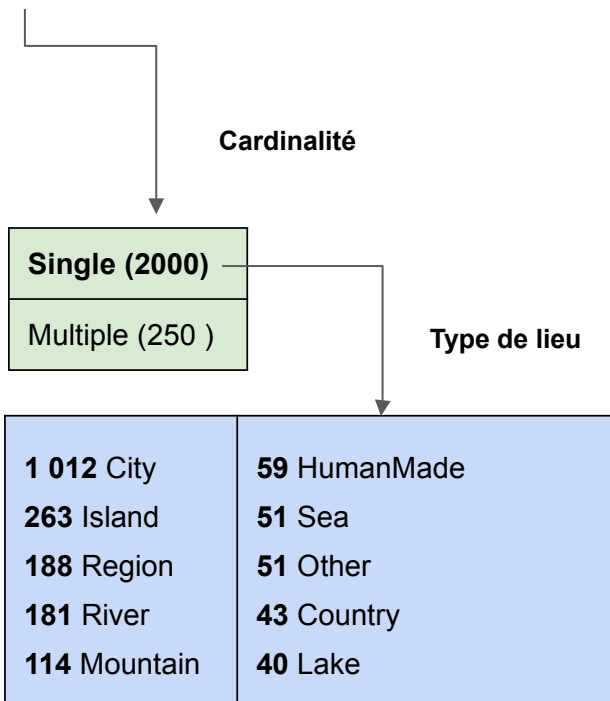 Cardinalité
Single (2000)
Multiple (250 )
Type de lieu
1 012 City
263 Island
188 Region
181 River
114 Mountain
59 HumanMade
51 Sea
51 Other
43 Country
40 Lake